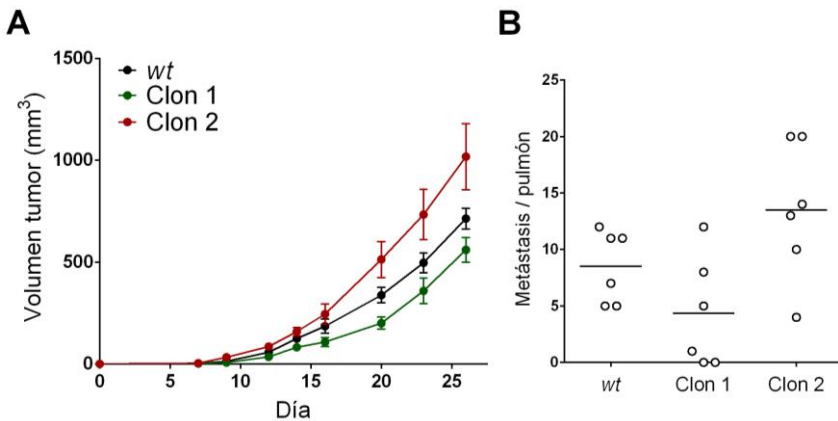 A
B
1500
1000
500
0
Volumen tumor (mm3)
wt
Clon 1
Clon 2
0 5 10 15 20 25
Día
25
20
15
10
5
0
Metástasis / pulmón
wt Clon 1 Clon 2